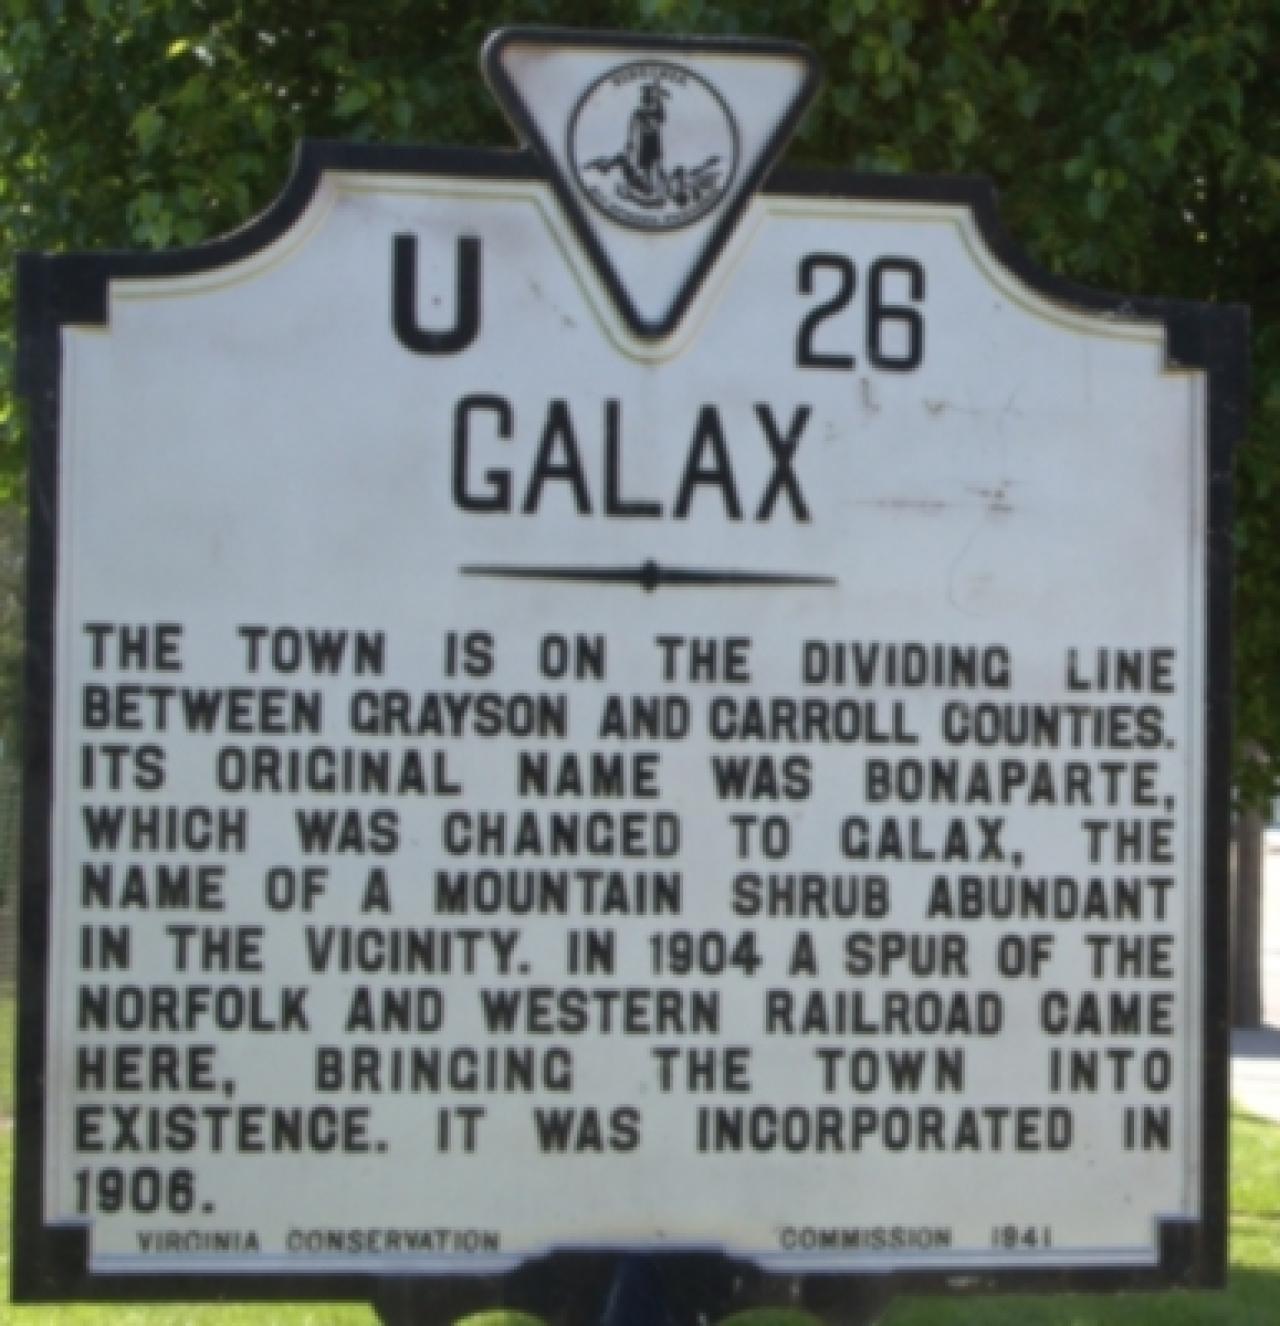 VIRGINIA
U 26
GALAX
THE TOWN IS ON THE DIVIDING LINE
BETWEEN GRAYSON AND CARROLL COUNTIES.
ITS ORIGINAL NAME WAS BONAPARTE,
WHICH WAS CHANGED TO GALAX, THE
NAME OF A MOUNTAIN SHRUB ABUNDANT
IN THE VICINITY. IN 1904 A SPUR OF THE
NORFOLK AND WESTERN RAILROAD CAME
HERE, BRINGING THE TOWN INTO
EXISTENCE. IT WAS INCORPORATED IN
1906.
VIRGINIA CONSERVATION COMMISSION 1941